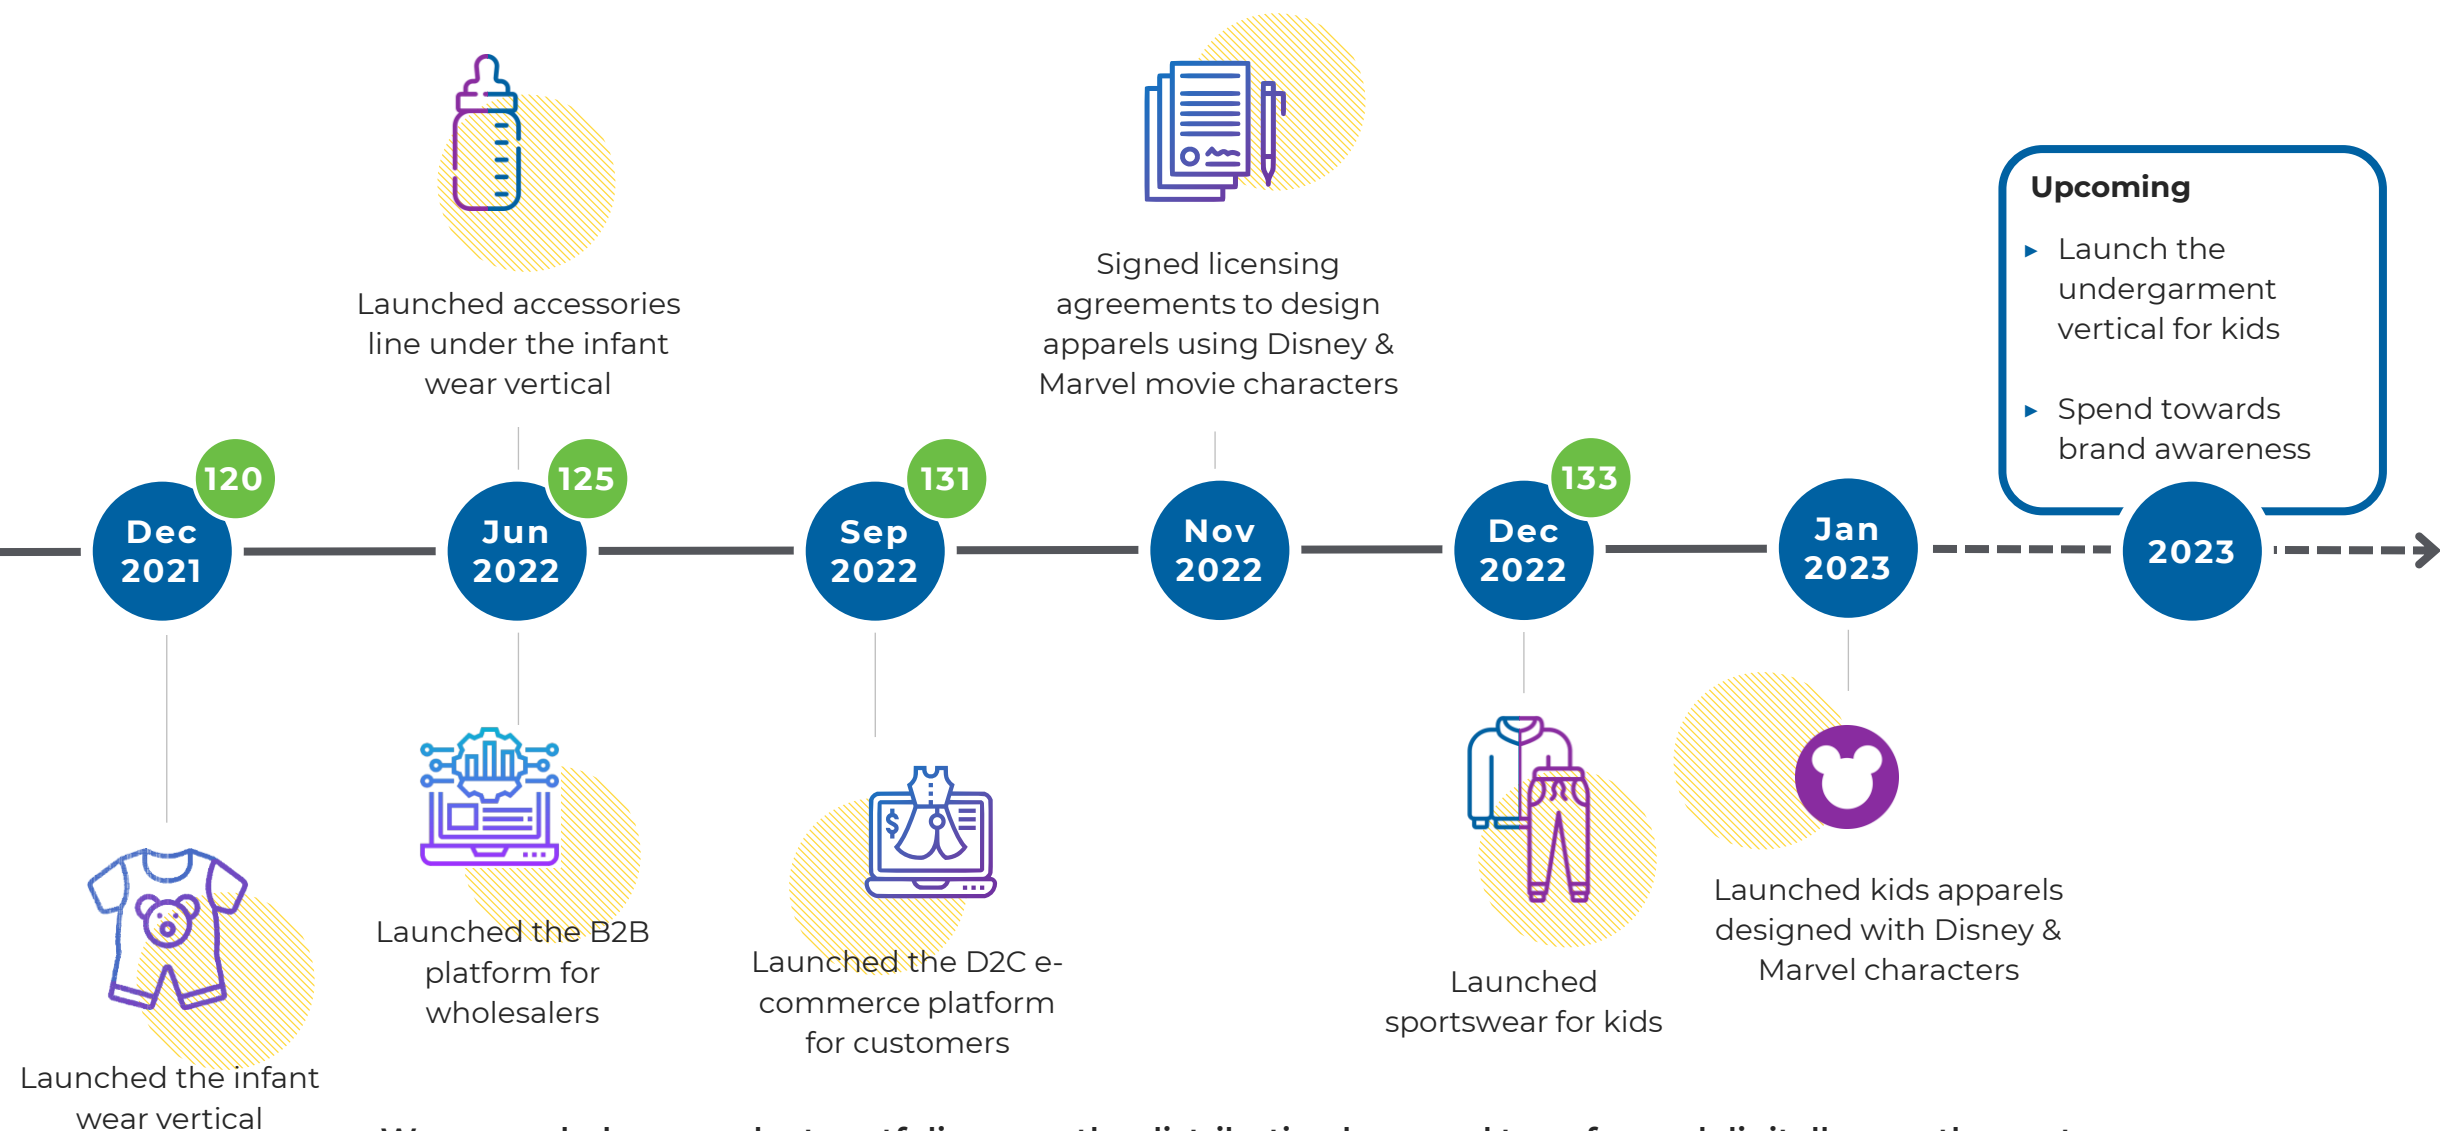 Launched accessories
line under the infant
wear vertical
Signed licensing
agreements to design
apparels using Disney &
Marvel movie characters
Upcoming
▸ Launch the
undergarment
vertical for kids
▸ Spend towards
brand awareness
120
Dec
2021
125
Jun
2022
131
Sep
2022
Nov
2022
133
Dec
2022
Jan
2023
2023
Launched the infant
wear vertical
Launched the B2B
platform for
wholesalers
$
Launched the D2C e-
commerce platform
for customers
Launched
sportswear for kids
Launched kids apparels
designed with Disney &
Marvel characters